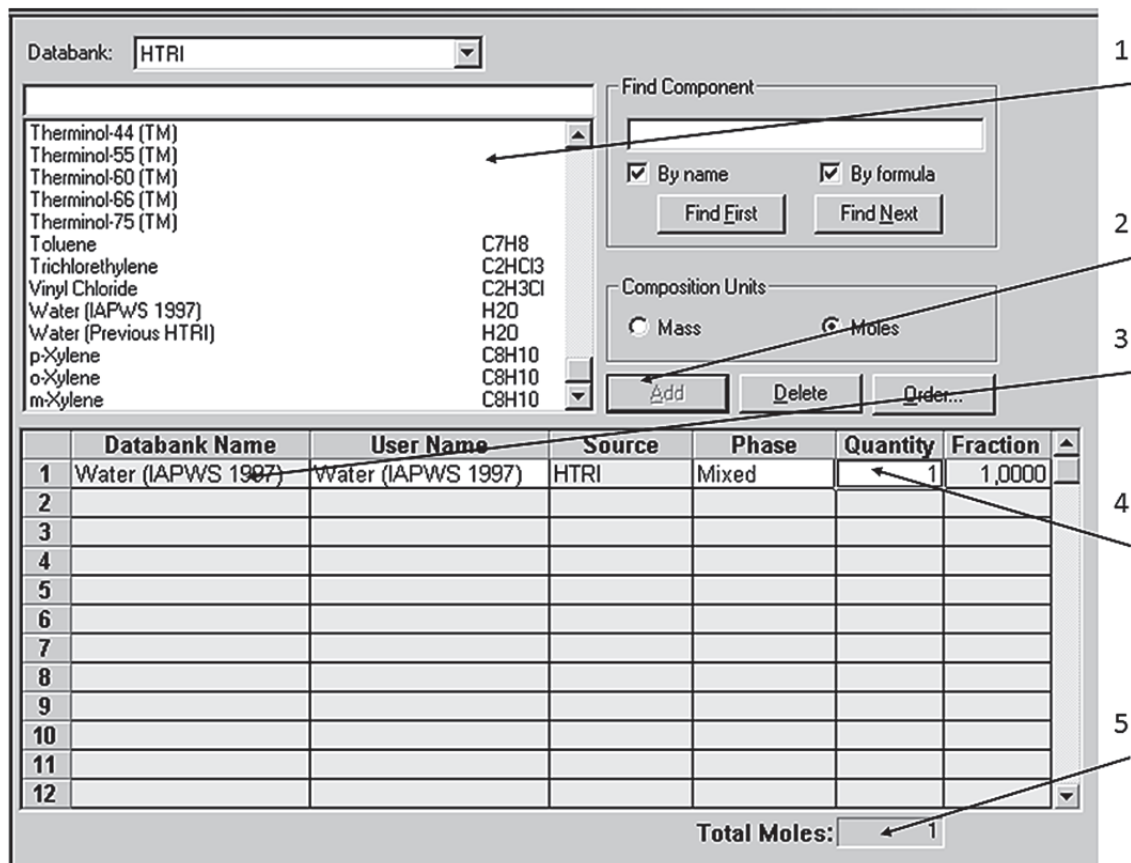 Databank: HTRI
1
Find Component
Therminol-44 (TM)
Therminol-55 (TM)
Therminol-60 (TM)
Therminol-66 (TM)
Therminol-75 (TM)
Toluene C7H8
Trichlorethylene C2HCl3
Vinyl Chloride C2H3Cl
Water (IAPWS 1997) H2O
Water (Previous HTRI) H2O
p-Xylene C8H10
o-Xylene C8H10
m-Xylene C8H10
By name By formula
Find First Find Next
2
Composition Units
Mass Moles
3
Add Delete Order...
Databank Name User Name Source Phase Quantity Fraction
1 Water (IAPWS 1997) Water (IAPWS 1997) HTRI Mixed 1 1,0000
2
4
3
4
5
6
7
8
9
10
5
11
12
Total Moles: 1